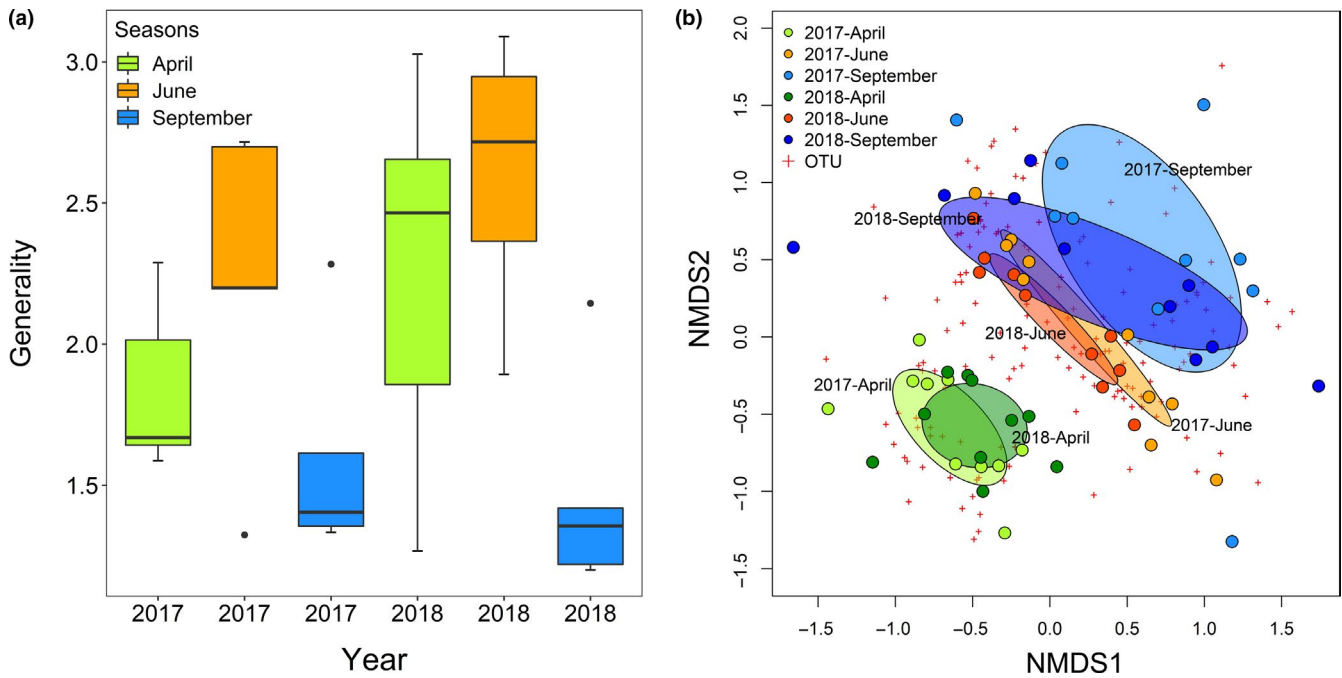 (a)
Seasons
April
June
September
Generality
3.0
2.5
2.0
1.5
2017 2017 2017 2018 2018 2018
Year
(b)
2017-April
2017-June
2017-September
2018-April
2018-June
2018-September
OTU
NMDS2
2.0
1.5
1.0
0.5
0.0
−0.5
−1.0
−1.5
2017-September
2018-September
2018-June
2017-April
2018-April
2017-June
−1.5 −1.0 −0.5 0.0 0.5 1.0 1.5
NMDS1